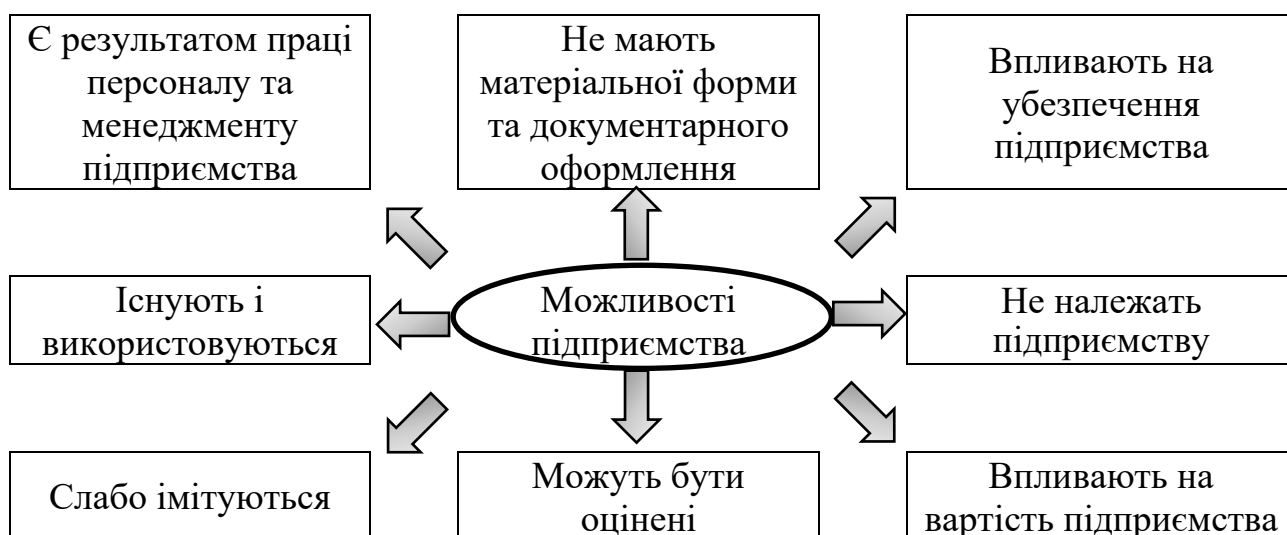 Є результатом праці
персоналу та
менеджменту
підприємства
Не мають
матеріальної форми
та документарного
оформлення
Впливають на
убезпечення
підприємства
Існують і
використовуються
Можливості
підприємства
Не належать
підприємству
Слабо імітуються
Можуть бути
оцінені
Впливають на
вартість підприємства